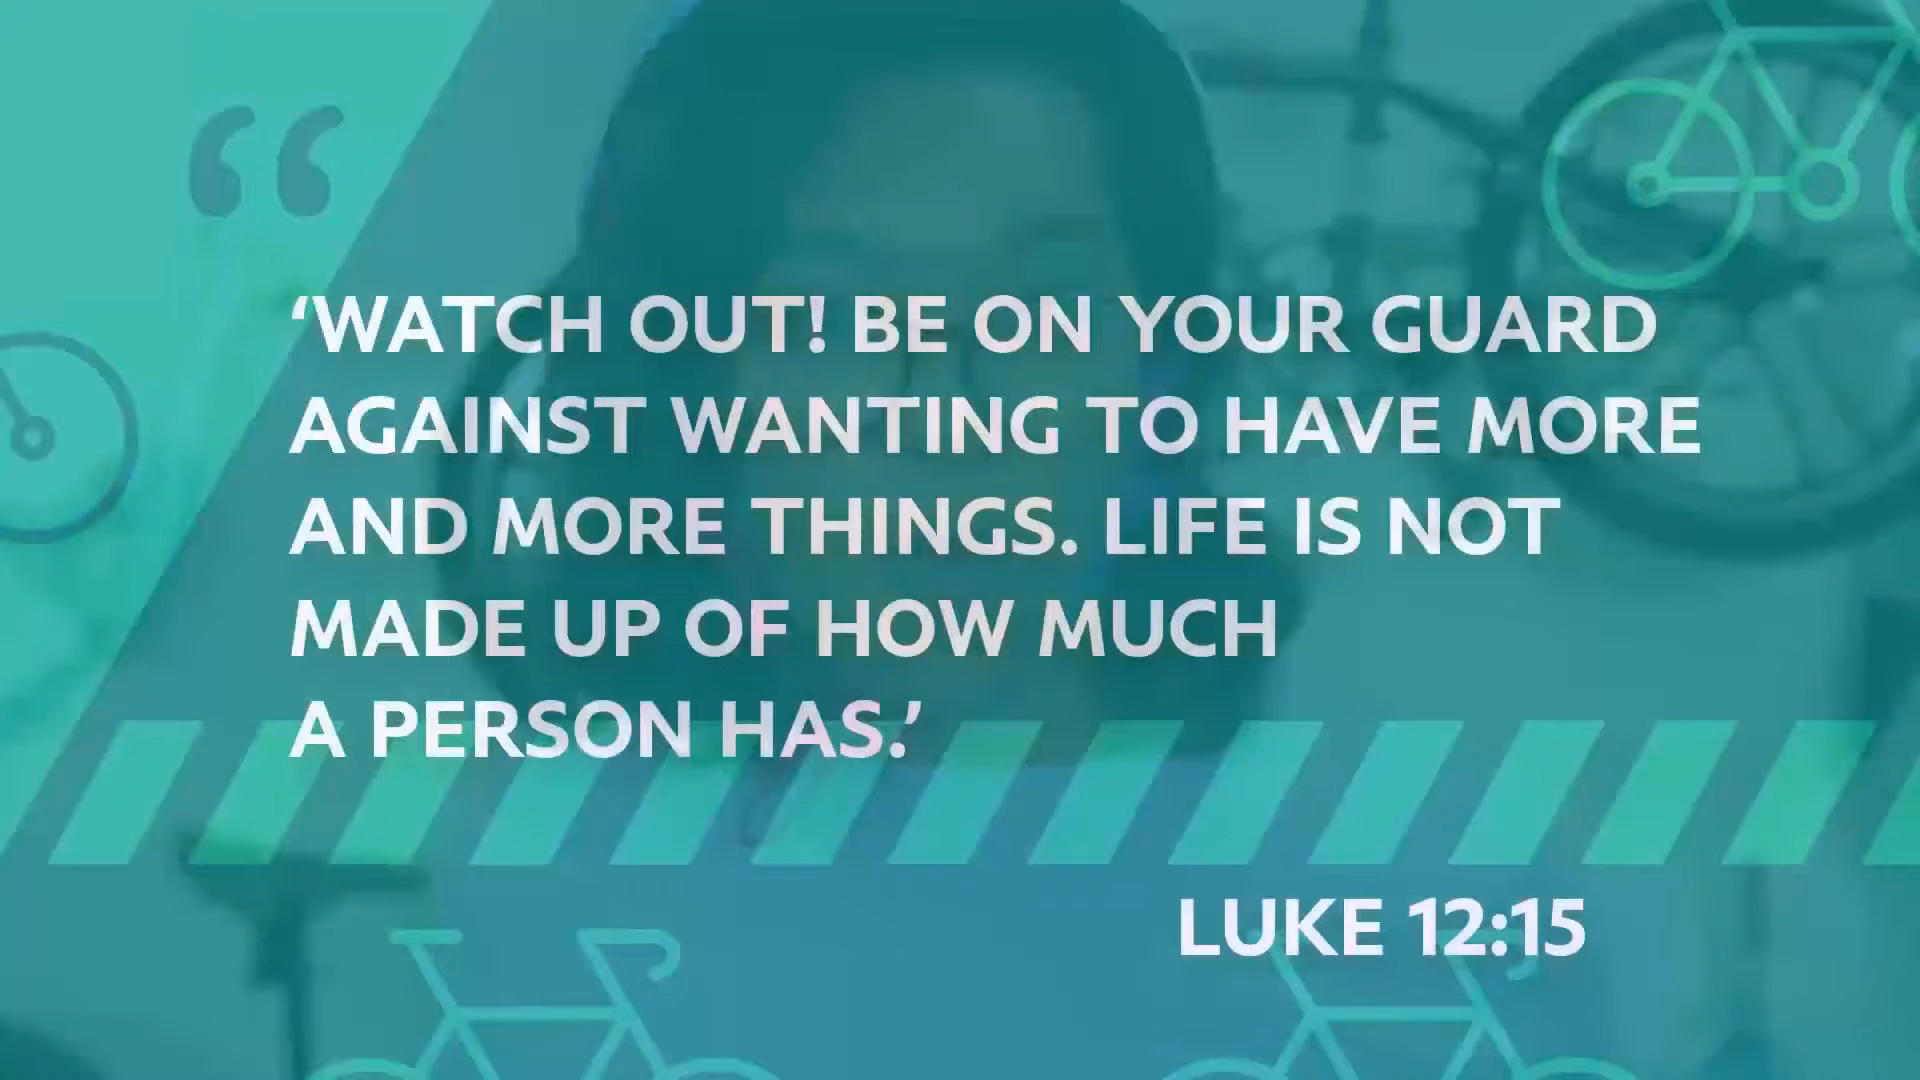 ‘WATCH OUT! BE ON YOUR GUARD
AGAINST WANTING TO HAVE MORE
AND MORE THINGS. LIFE IS NOT
MADE UP OF HOW MUCH
A PERSON HAS.’
LUKE 12:15